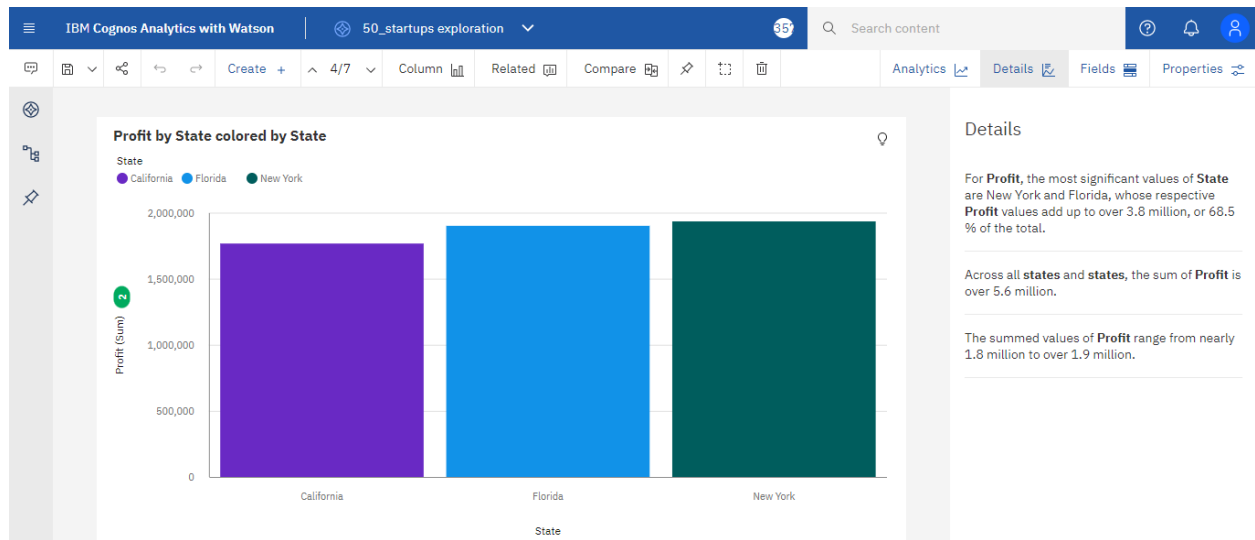 IBM Cognos Analytics with Watson
50_startups exploration
357
Search content
Create +
4/7
Column
Related
Compare
Analytics
Details
Fields
Properties
Profit by State colored by State
State
California Florida New York
2,000,000
1,500,000
1,000,000
500,000
0
Profit (Sum)
2
California Florida New York
State
Details
For Profit, the most significant values of State
are New York and Florida, whose respective
Profit values add up to over 3.8 million, or 68.5
% of the total.
Across all states and states, the sum of Profit is
over 5.6 million.
The summed values of Profit range from nearly
1.8 million to over 1.9 million.